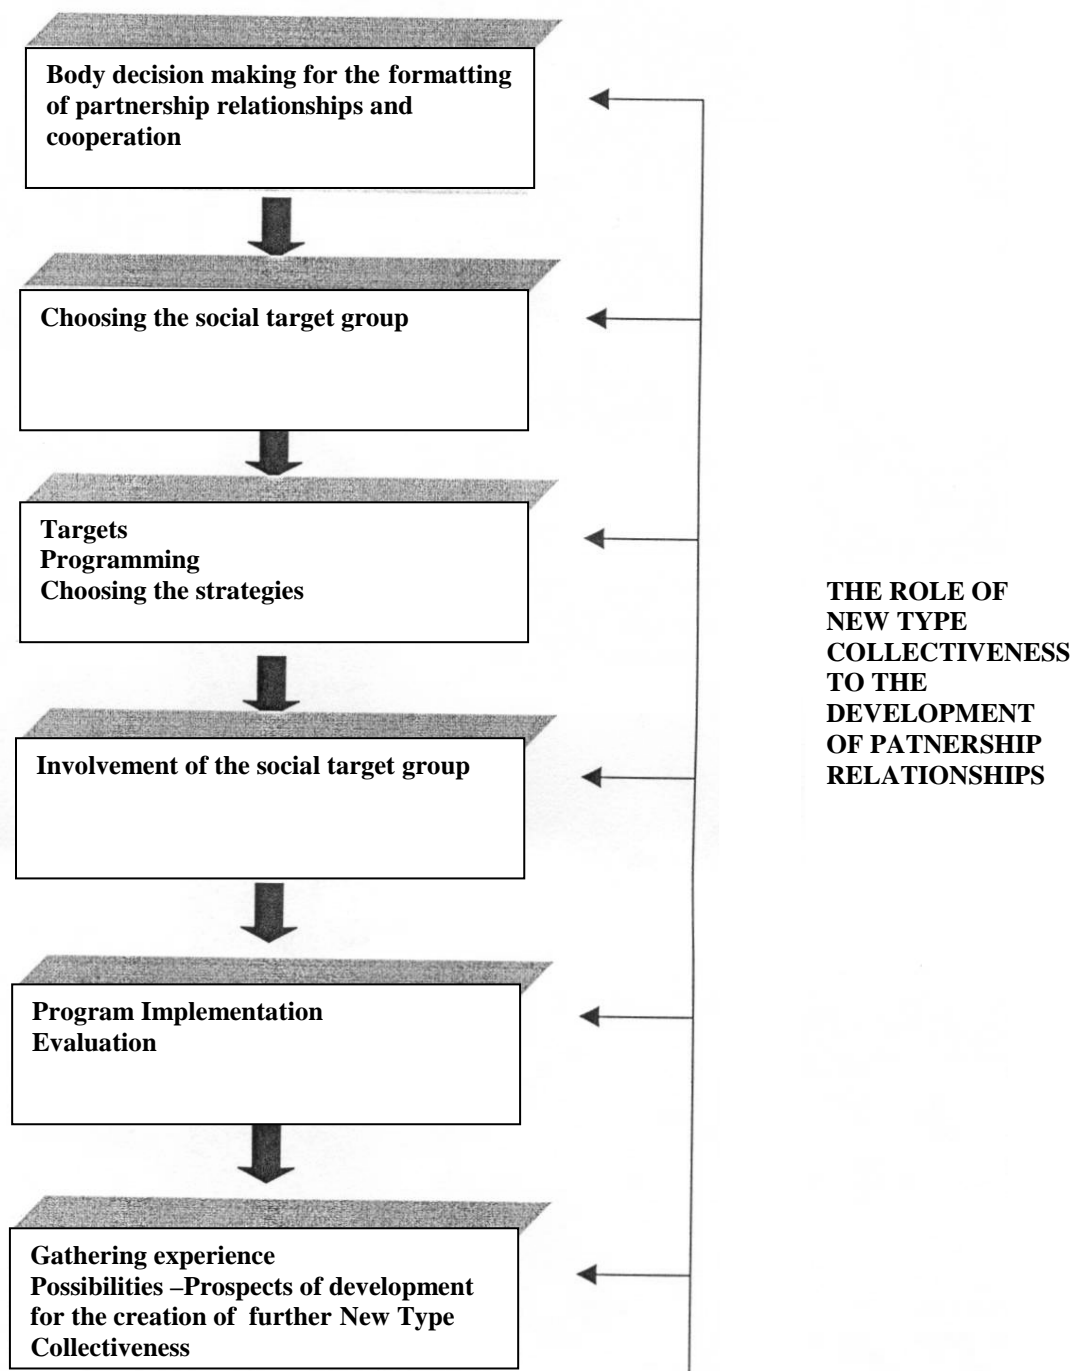 Body decision making for the formatting
of partnership relationships and
cooperation
Choosing the social target group
Targets
Programming
Choosing the strategies
Involvement of the social target group
Program Implementation
Evaluation
Gathering experience
Possibilities –Prospects of development
for the creation of further New Type
Collectiveness
THE ROLE OF
NEW TYPE
COLLECTIVENESS
TO THE
DEVELOPMENT
OF PATNERSHIP
RELATIONSHIPS